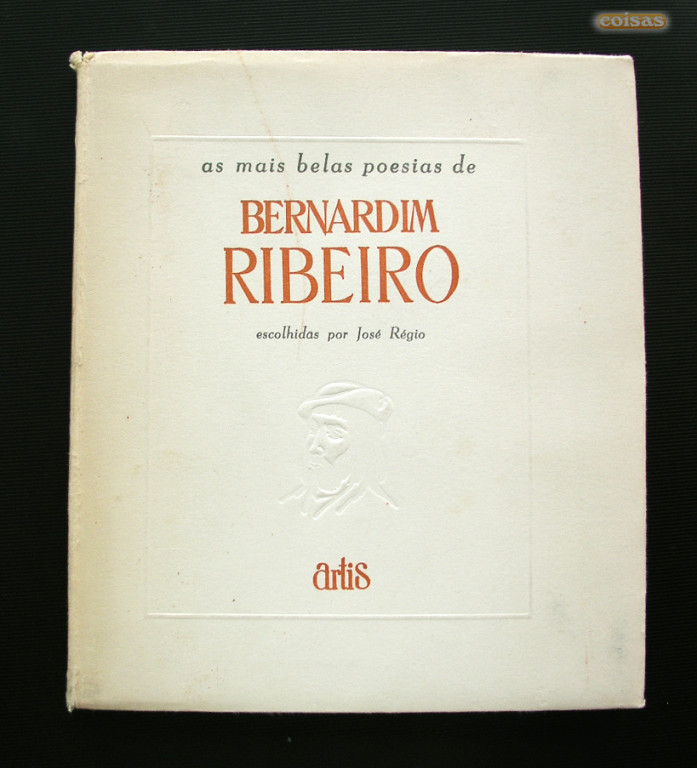 coisas
as mais belas poesias de
BERNARDIM
RIBEIRO
escolhidas por José Régio
artis